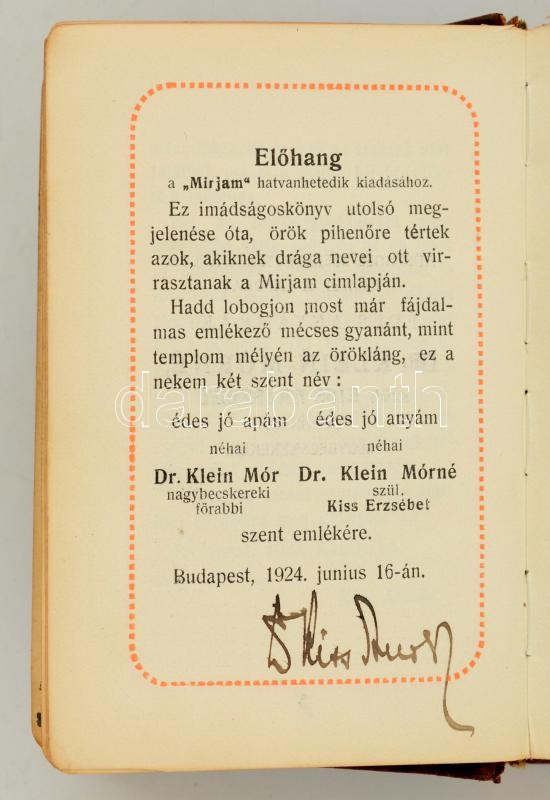 Előhang
a „Mirjam“ hatvanhetedik kiadásához.
Ez imádságoskönyv utolsó meg-
jelenése óta, örök pihenőre tértek
azok, akiknek drága nevei ott vir-
rasztanak a Mirjam cimlapján.
Hadd lobogjon most már fájdal-
mas emlékező mécses gyanánt, mint
templom mélyén az örökláng, ez a
nekem két szent név :
darabanth
édes jó apám édes jó anyám
néhai néhai
Dr. Klein Mór Dr. Klein Mórné
nagybecskereki szül.
főrabbi Kiss Erzsébet
szent emlékére.
Budapest, 1924. junius 16-án.
Dr Kiss